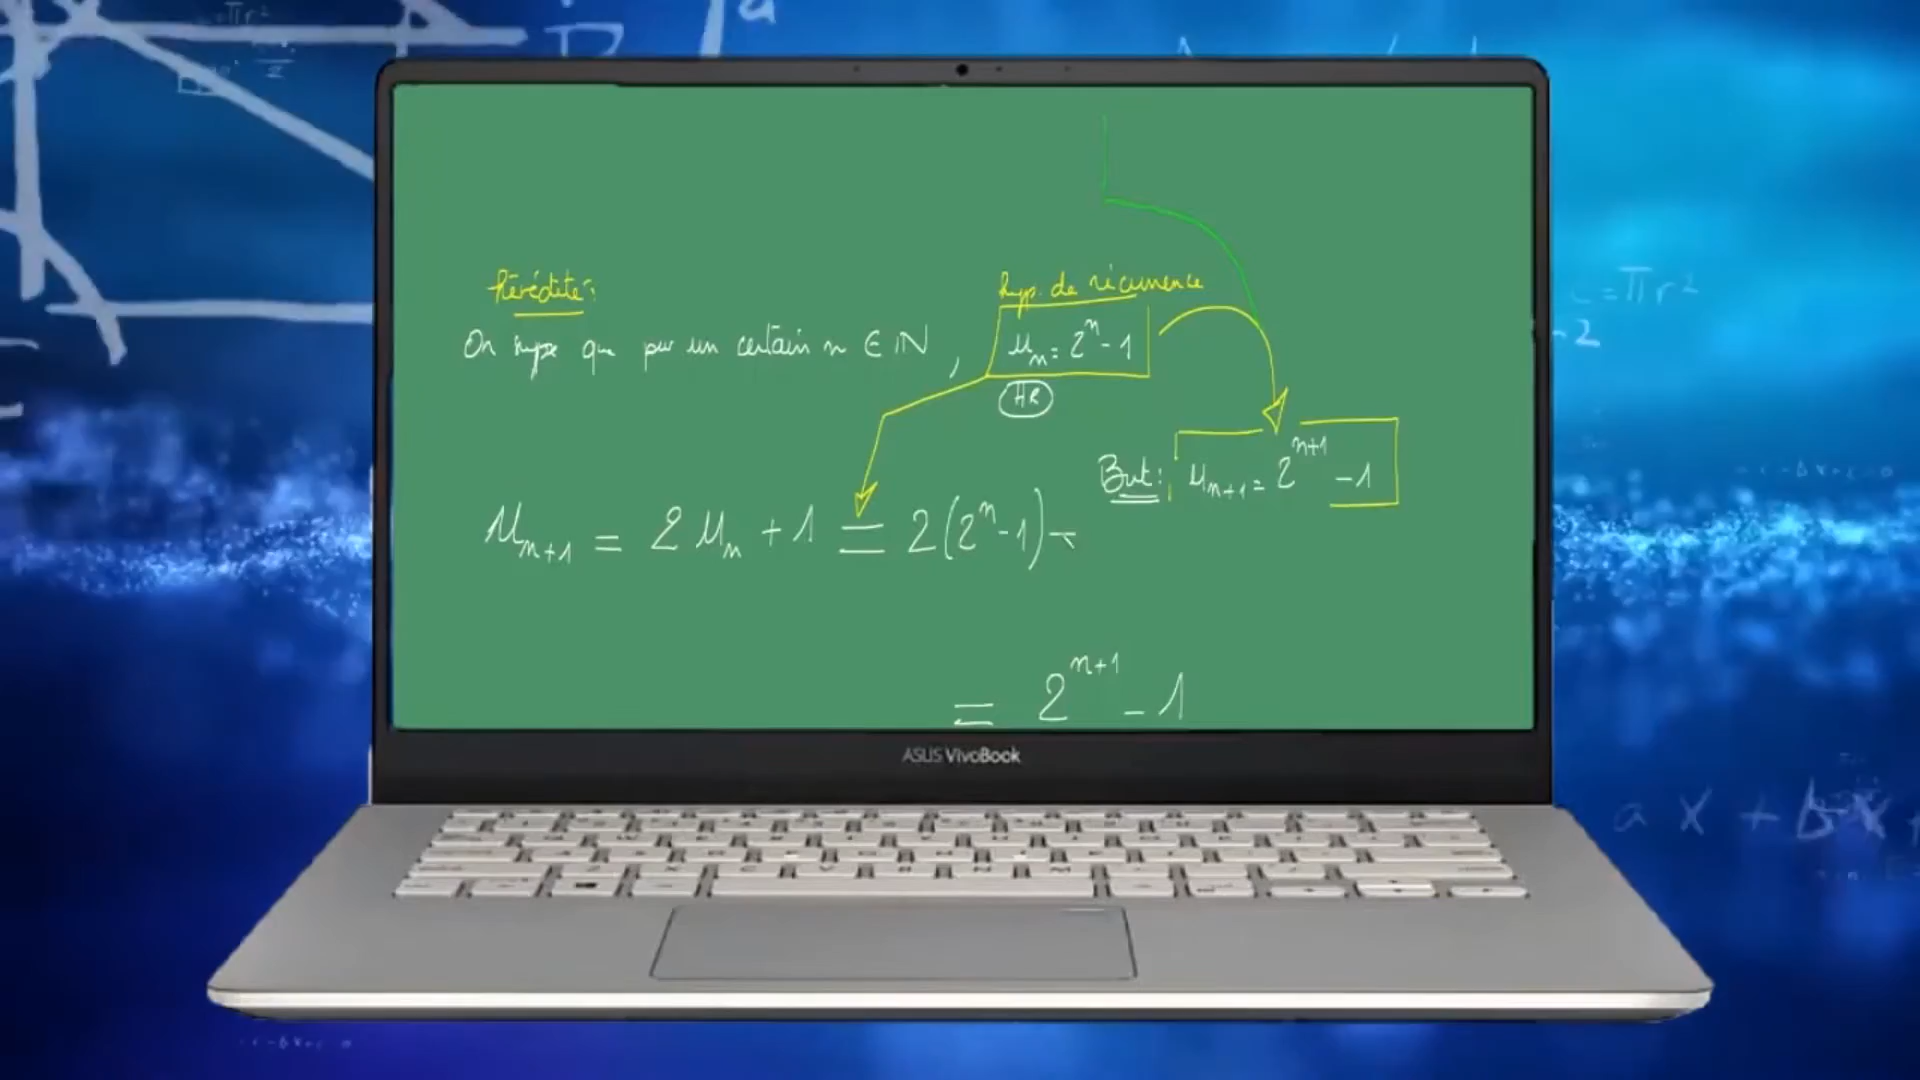 Hérédité:
Hyp. de récurrence
On suppose que pour un certain n ∈ ℕ, uₙ = 2ⁿ - 1
HR
But: uₙ₊₁ = 2ⁿ⁺¹ - 1
uₙ₊₁ = 2uₙ + 1 = 2(2ⁿ - 1) +
= 2ⁿ⁺¹ - 1
ASUS VivoBook